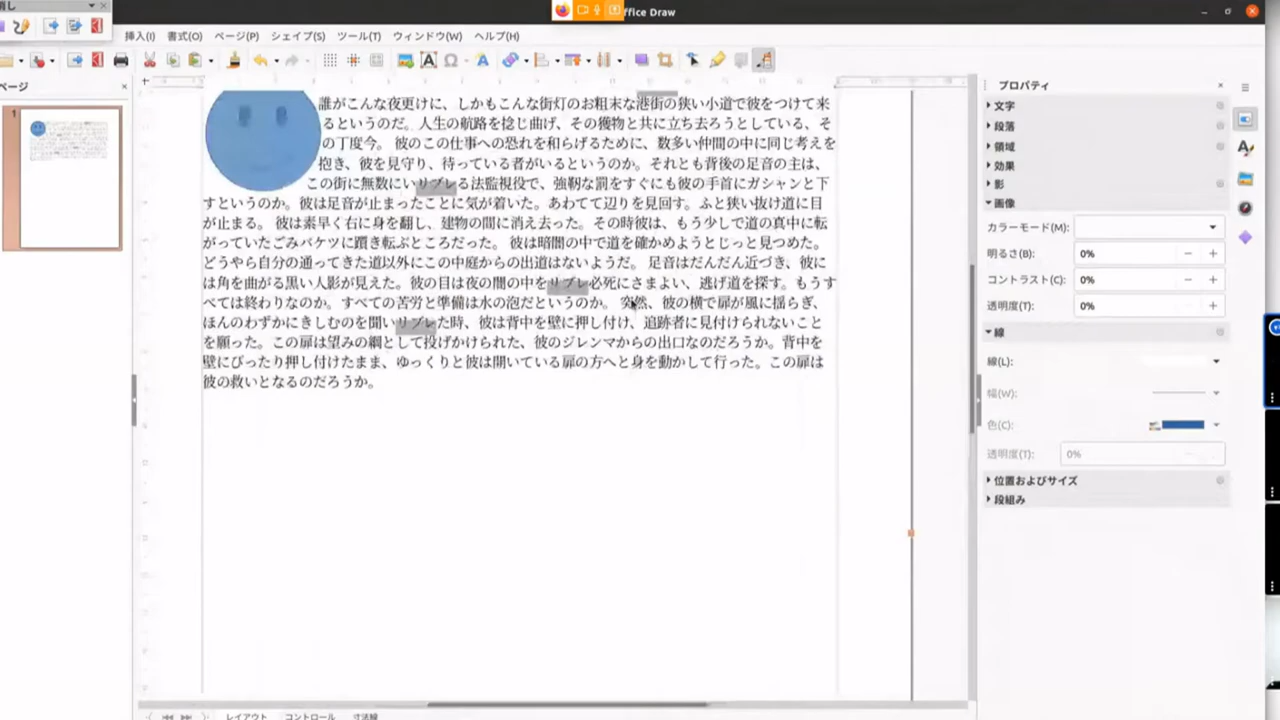 ffice Draw
挿入(I) 書式(O) ページ(P) シェイプ(S) ツール(T) ウィンドウ(W) ヘルプ(H)
ページ
1
誰がこんな夜更けに、しかもこんな街灯のお粗末な港街の狭い小道で彼をつけて来
るというのだ。人生の航路を捻じ曲げ、その獲物と共に立ち去ろうとしている、そ
の丁度今。 彼のこの仕事への恐れを和らげるために、数多い仲間の中に同じ考えを
抱き、彼を見守り、待っている者がいるというのか。それとも背後の足音の主は、
この街に無数にいリブレる法監視役で、強靭な罰をすぐにも彼の手首にガシャンと下
すというのか。彼は足音が止まったことに気が着いた。あわてて辺りを見回す。ふと狭い抜け道に目
が止まる。 彼は素早く右に身を翻し、建物の間に消え去った。その時彼は、もう少しで道の真中に転
がっていたごみバケツに躓き転ぶところだった。 彼は暗闇の中で道を確かめようとじっと見つめた。
どうやら自分の通ってきた道以外にこの中庭からの出道はないようだ。 足音はだんだん近づき、彼に
は角を曲がる黒い人影が見えた。彼の目は夜の闇の中をリブレ必死にさまよい、逃げ道を探す。もうす
べては終わりなのか。すべての苦労と準備は水の泡だというのか。 突然、彼の横で扉が風に揺らぎ、
ほんのわずかにきしむのを聞いリブレた時、彼は背中を壁に押し付け、追跡者に見付けられないこと
を願った。この扉は望みの綱として投げかけられた、彼のジレンマからの出口なのだろうか。背中を
壁にぴったり押し付けたまま、ゆっくりと彼は開いている扉の方へと身を動かして行った。この扉は
彼の救いとなるのだろうか。
プロパティ
文字
段落
領域
効果
影
画像
カラーモード(M):
明るさ(B): 0%
コントラスト(C): 0%
透明度(T): 0%
線
線(L):
幅(W):
色(C):
透明度(T): 0%
位置およびサイズ
段組み
レイアウト コントロール 寸法線